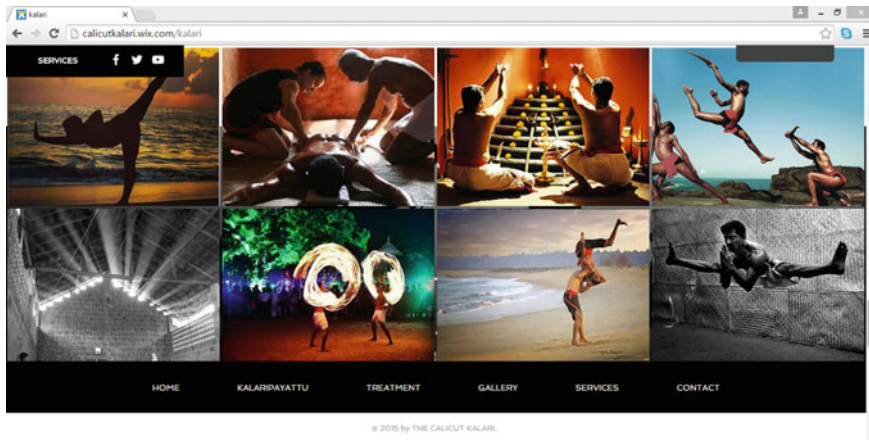 kalari
calicutkalari.wix.com/kalari
SERVICES
HOME KALARIPAYATTU TREATMENT GALLERY SERVICES CONTACT
© 2015 by THE CALICUT KALARI.